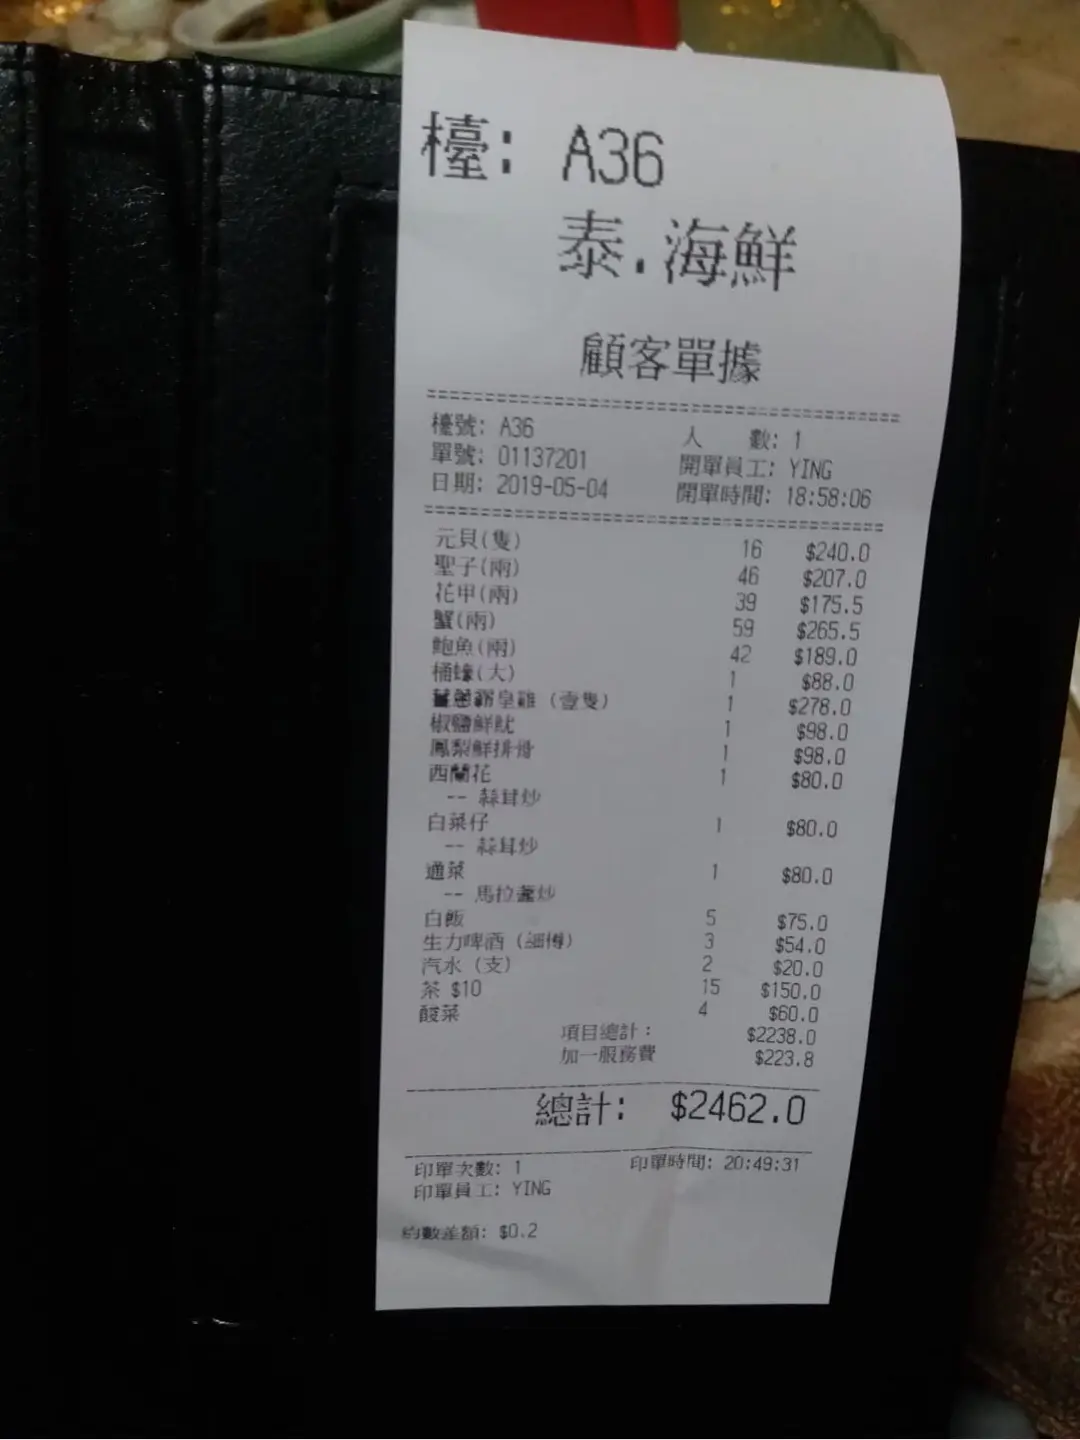 檯: A36
泰.海鮮
顧客單據
檯號: A36 人 數: 1
單號: 01137201 開單員工: YING
日期: 2019-05-04 開單時間: 18:58:06
元貝(隻) 16 $240.0
聖子(兩) 46 $207.0
花甲(兩) 39 $175.5
蟹(兩) 59 $265.5
鮑魚(兩) 42 $189.0
桶蠔(大) 1 $88.0
皇雞 (壹隻) 1 $278.0
椒鹽鮮魷 1 $98.0
鳳梨鮮排骨 1 $98.0
西蘭花 1 $80.0
-- 蒜茸炒
白菜仔 1 $80.0
-- 蒜茸炒
通菜 1 $80.0
-- 馬拉盞炒
白飯 5 $75.0
生力啤酒 (細樽) 3 $54.0
汽水 (支) 2 $20.0
茶 $10 15 $150.0
酸菜 4 $60.0
項目總計: $2238.0
加一服務費 $223.8
總計: $2462.0
印單次數: 1 印單時間: 20:49:31
印單員工: YING
約數差額: $0.2